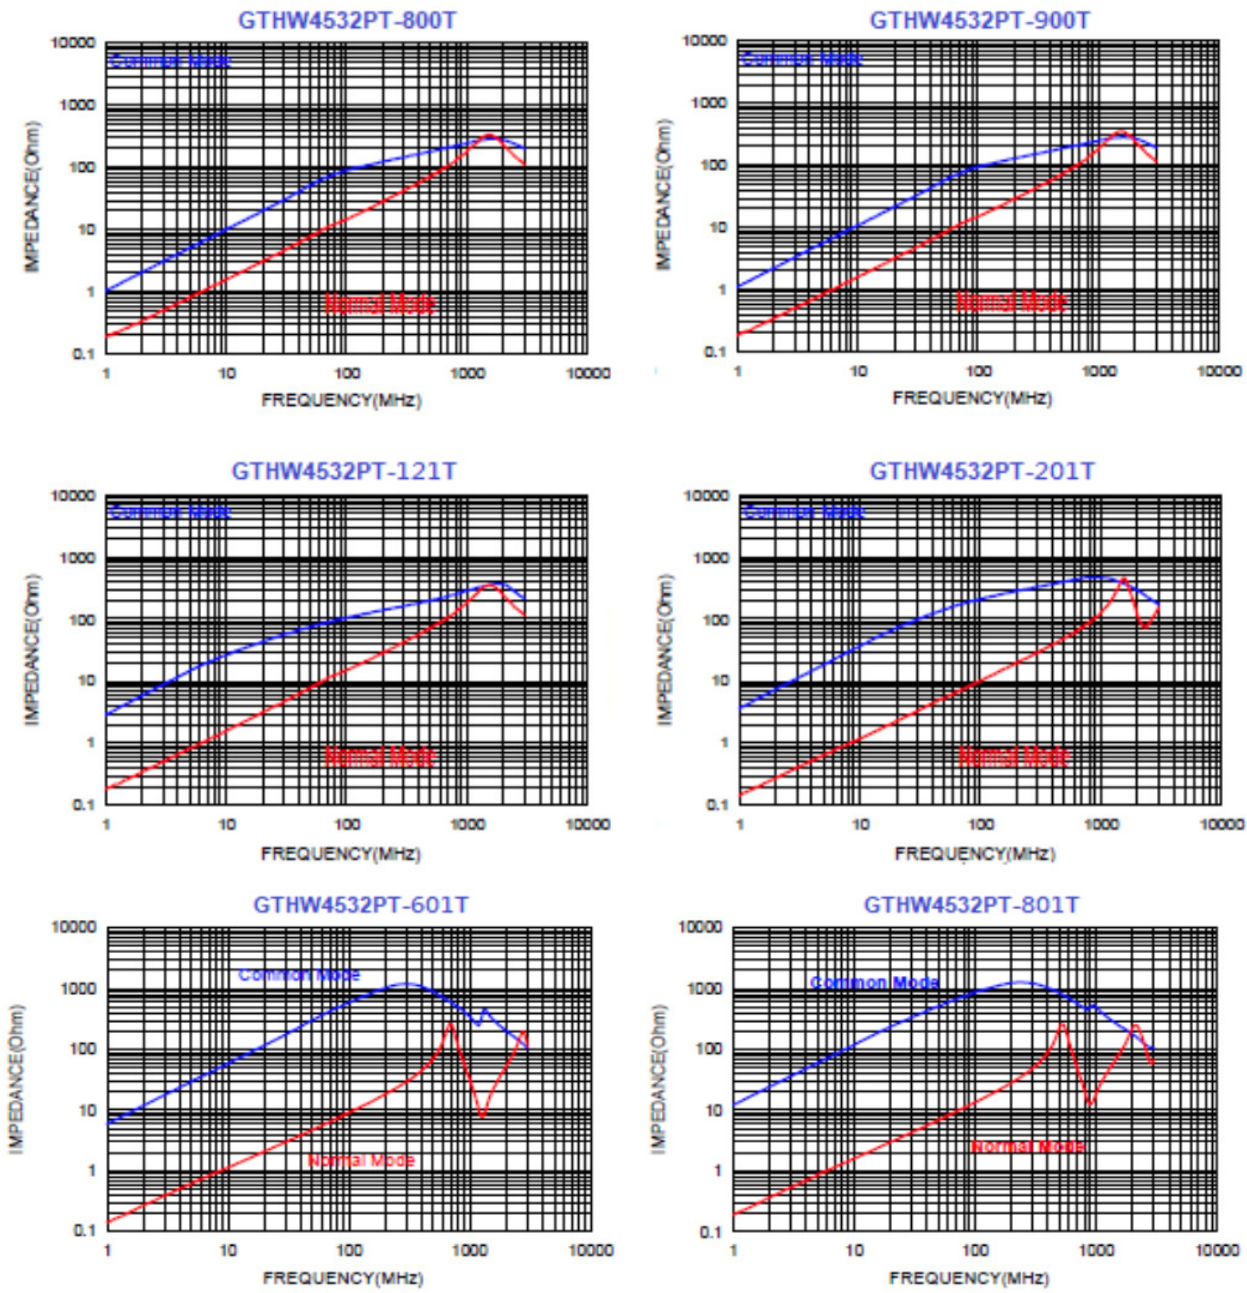 GTHW4532PT-800T
10000
Common Mode
1000
100
10
1
0.1
IMPEDANCE(Ohm)
Normal Mode
1 10 100 1000 10000
FREQUENCY(MHz)
GTHW4532PT-900T
10000
Common Mode
1000
100
10
1
0.1
IMPEDANCE(Ohm)
Normal Mode
1 10 100 1000 10000
FREQUENCY(MHz)
GTHW4532PT-121T
10000
Common Mode
1000
100
10
1
0.1
IMPEDANCE(Ohm)
Normal Mode
1 10 100 1000 10000
FREQUENCY(MHz)
GTHW4532PT-201T
10000
Common Mode
1000
100
10
1
0.1
IMPEDANCE(Ohm)
Normal Mode
1 10 100 1000 10000
FREQUENCY(MHz)
GTHW4532PT-601T
10000
Common Mode
1000
100
10
1
0.1
IMPEDANCE(Ohm)
Normal Mode
1 10 100 1000 10000
FREQUENCY(MHz)
GTHW4532PT-801T
10000
Common Mode
1000
100
10
1
0.1
IMPEDANCE(Ohm)
Normal Mode
1 10 100 1000 10000
FREQUENCY(MHz)